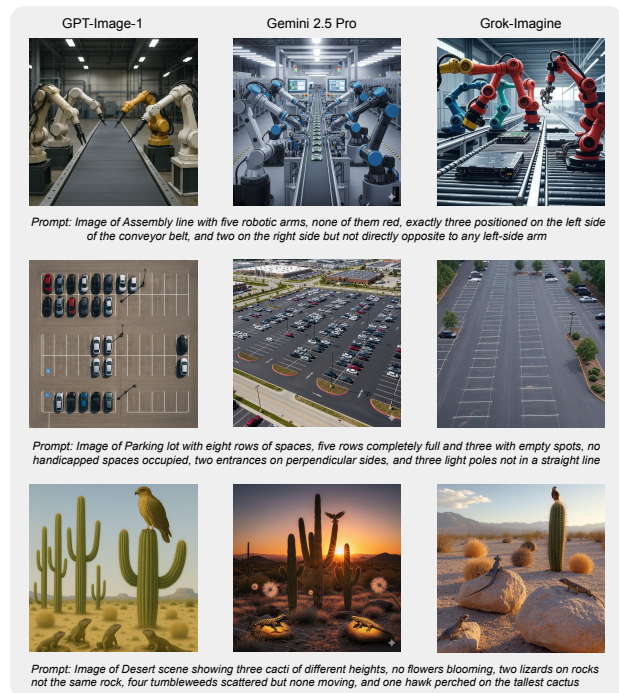 GPT-Image-1
Gemini 2.5 Pro
Grok-Imagine
Prompt: Image of Assembly line with five robotic arms, none of them red, exactly three positioned on the left side
of the conveyor belt, and two on the right side but not directly opposite to any left-side arm
Prompt: Image of Parking lot with eight rows of spaces, five rows completely full and three with empty spots, no
handicapped spaces occupied, two entrances on perpendicular sides, and three light poles not in a straight line
Prompt: Image of Desert scene showing three cacti of different heights, no flowers blooming, two lizards on rocks
not the same rock, four tumbleweeds scattered but none moving, and one hawk perched on the tallest cactus